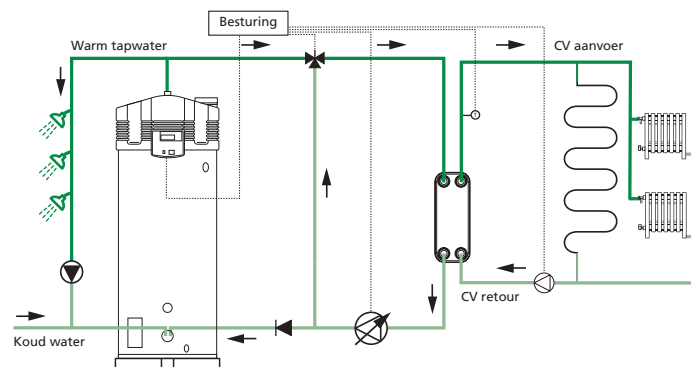 Besturing
Warm tapwater
CV aanvoer
T
CV retour
Koud water